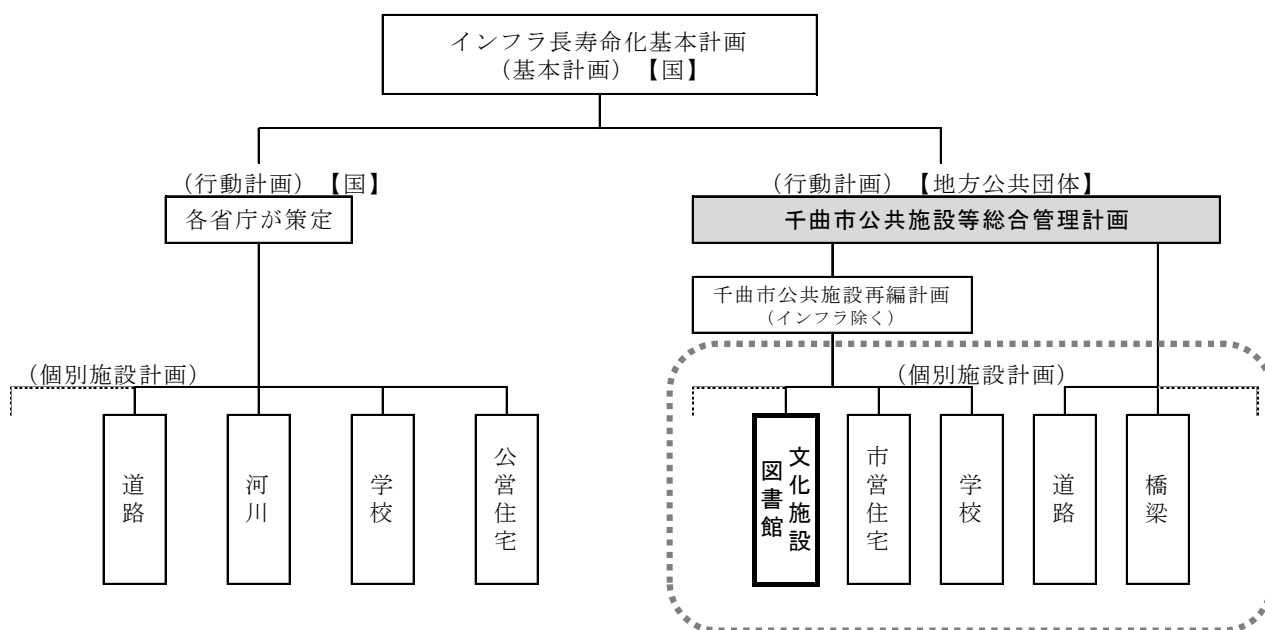 インフラ長寿命化基本計画
（基本計画）【国】
（行動計画）【国】
各省庁が策定
（行動計画）【地方公共団体】
千曲市公共施設等総合管理計画
千曲市公共施設再編計画
（インフラ除く）
（個別施設計画）
道路
河川
学校
公営住宅
（個別施設計画）
文化施設
図書館
市営住宅
学校
道路
橋梁